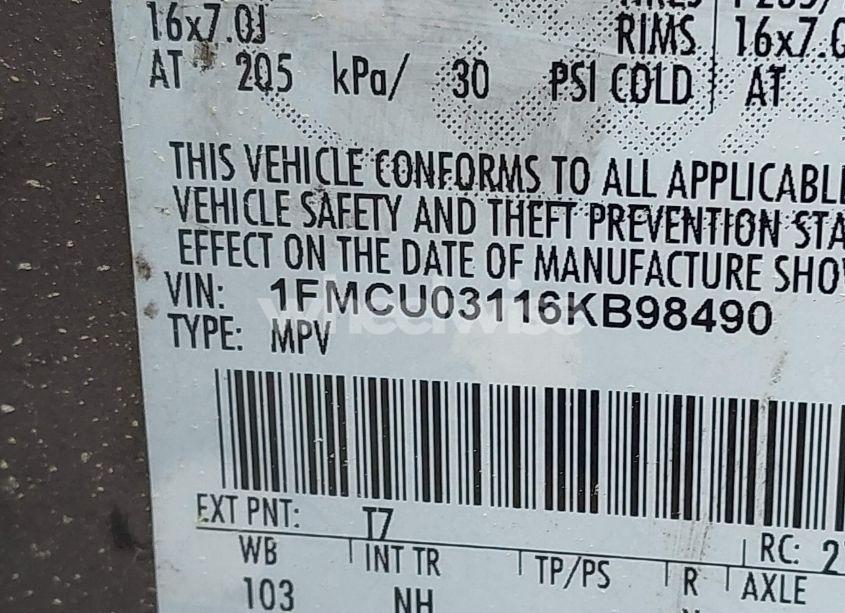 16x7.0J RIMS 16x7.0
AT 205 kPa/ 30 PSI COLD AT
THIS VEHICLE CONFORMS TO ALL APPLICABLE
VEHICLE SAFETY AND THEFT PREVENTION STA
EFFECT ON THE DATE OF MANUFACTURE SHO
VIN: 1FMCU03116KB98490
TYPE: MPV
EXT PNT: T7 RC: 2
WB INT TR TP/PS R AXLE
103 NH